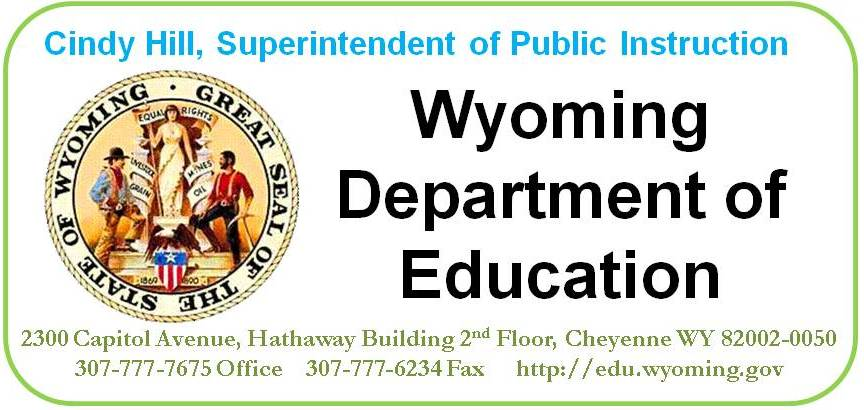 Cindy Hill, Superintendent of Public Instruction
GREAT SEAL OF THE STATE OF WYOMING
EQUAL RIGHTS
LIVESTOCK
GRAIN
MINES
OIL
1869 1890
Wyoming
Department of
Education
2300 Capitol Avenue, Hathaway Building 2nd Floor, Cheyenne WY 82002-0050
307-777-7675 Office 307-777-6234 Fax http://edu.wyoming.gov